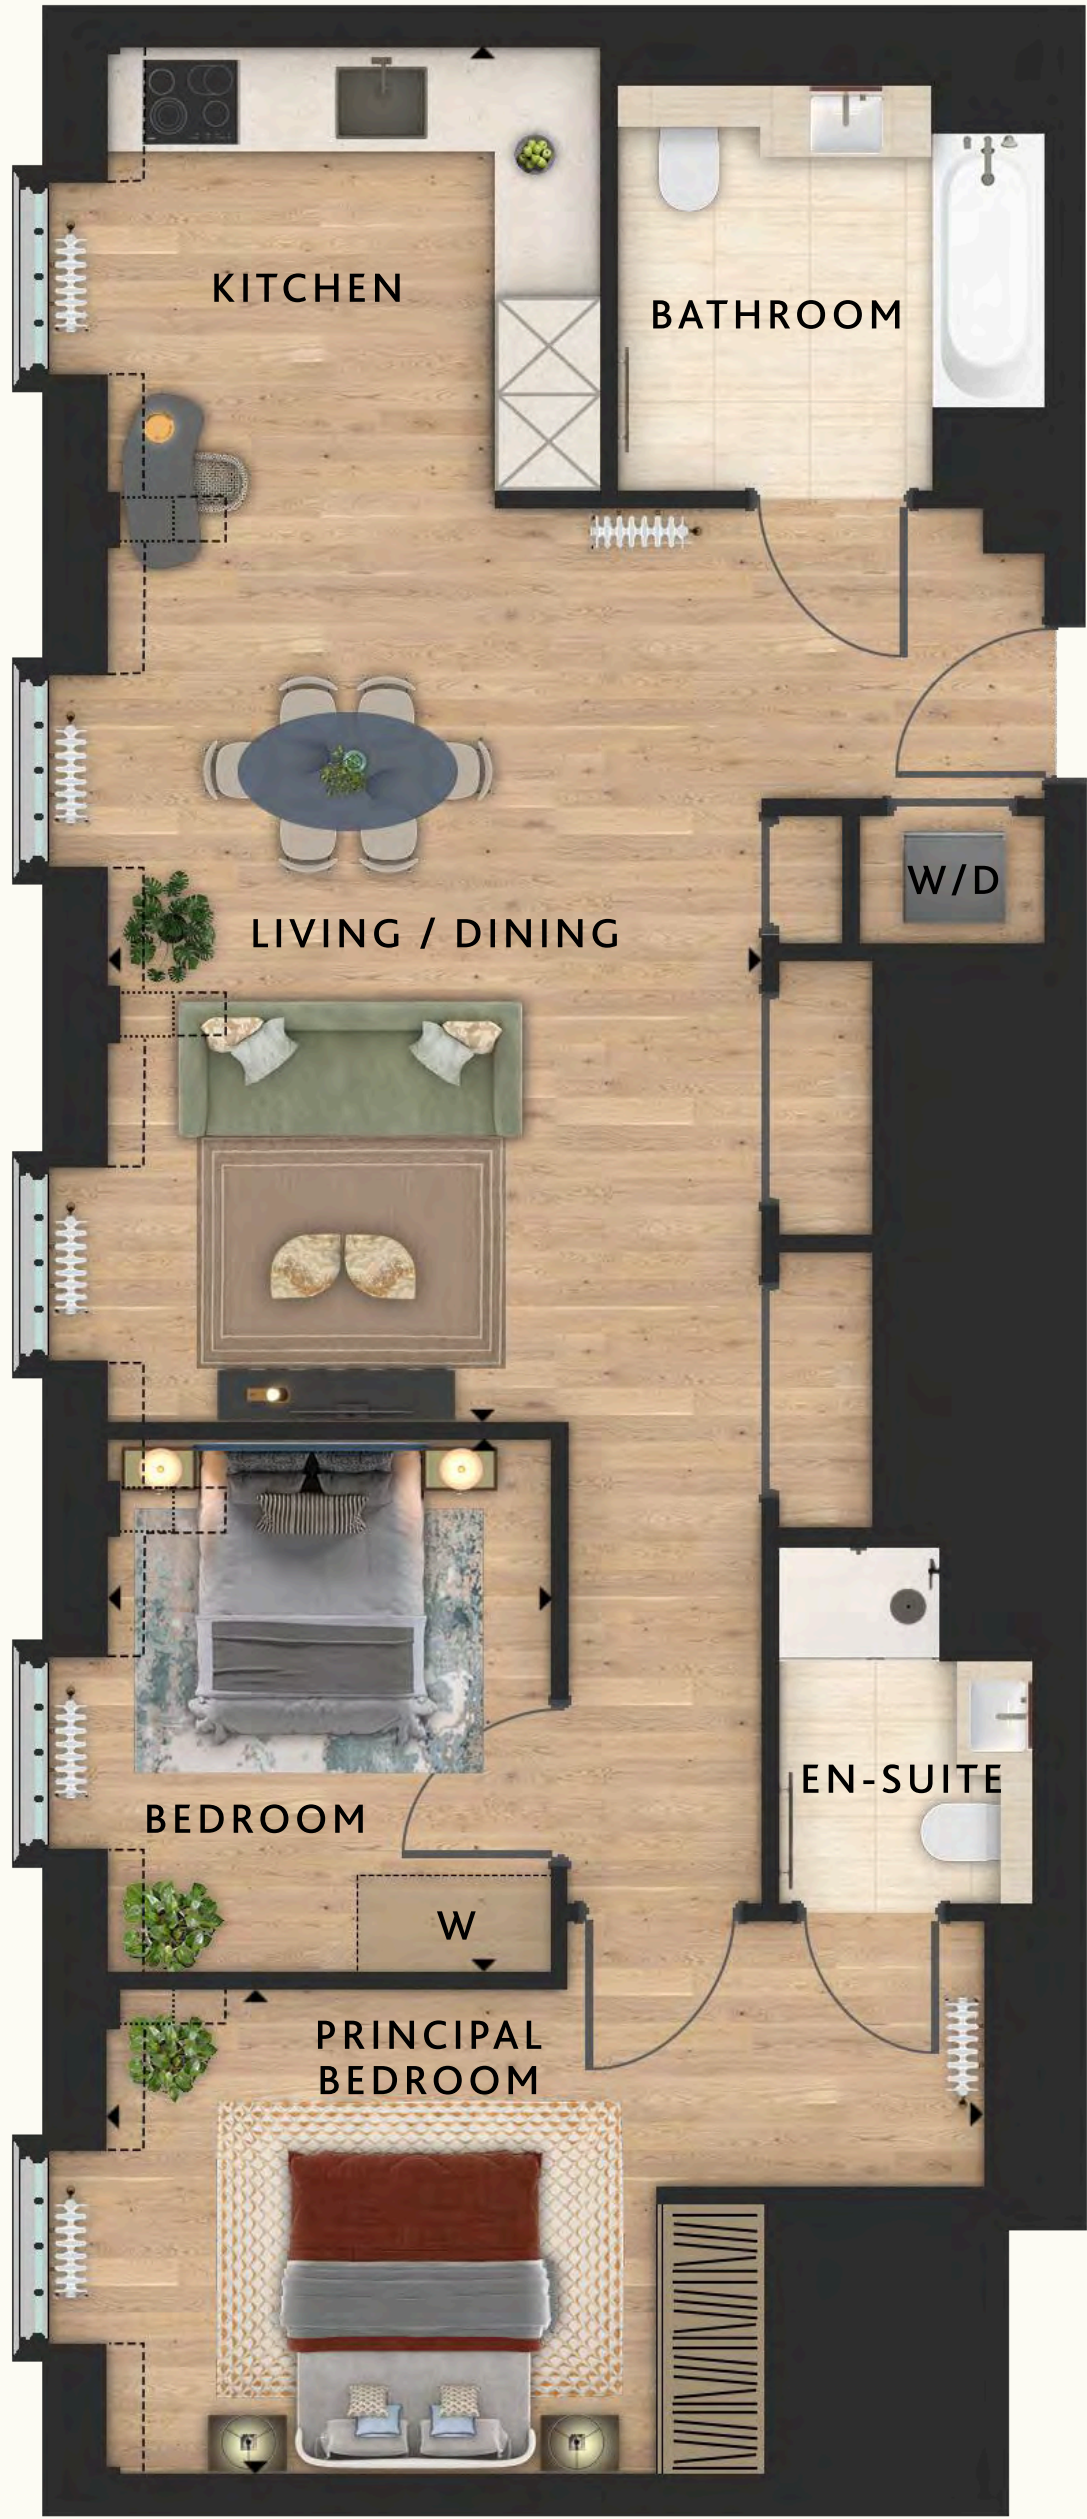 KITCHEN
BATHROOM
W/D
LIVING / DINING
EN-SUITE
BEDROOM
W
PRINCIPAL
BEDROOM